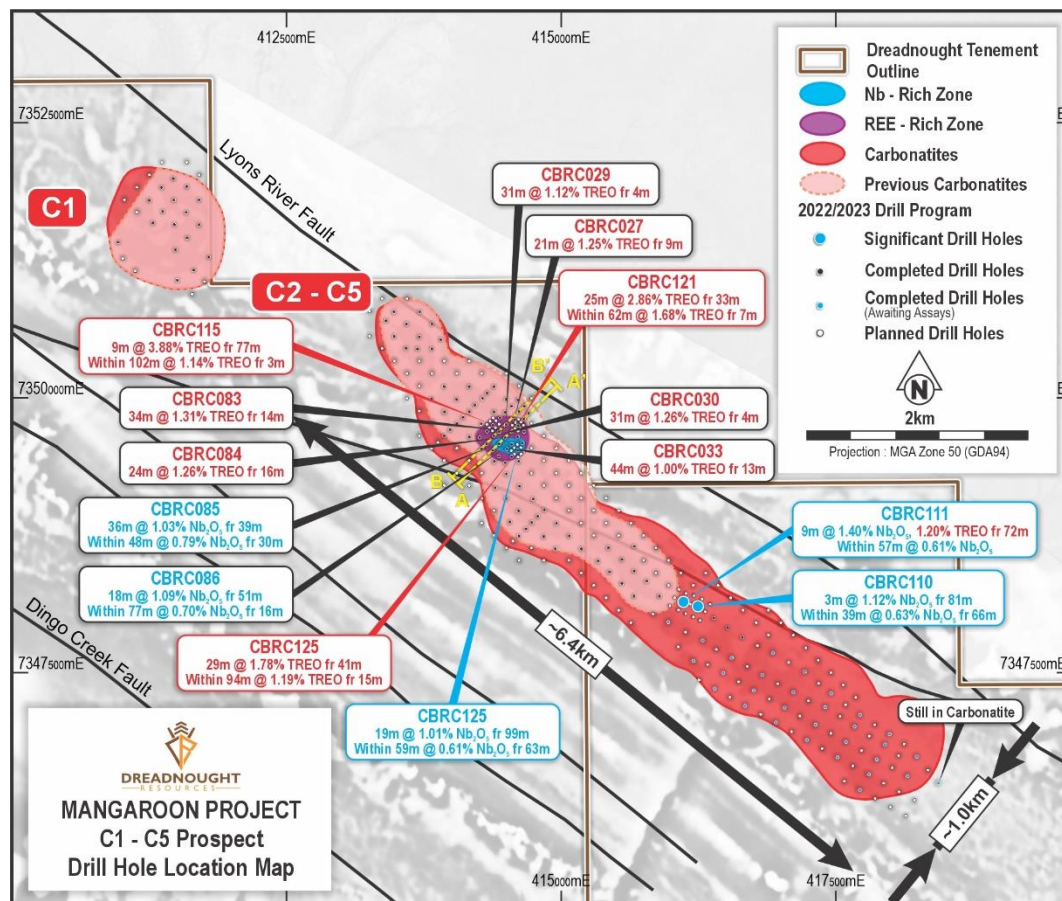 412500mE
415000mE
7352500mE
Lyons River Fault
C1
C2 - C5
CBRC029
31m @ 1.12% TREO fr 4m
CBRC027
21m @ 1.25% TREO fr 9m
CBRC121
25m @ 2.86% TREO fr 33m
Within 62m @ 1.68% TREO fr 7m
CBRC115
9m @ 3.88% TREO fr 77m
Within 102m @ 1.14% TREO fr 3m
B'
A'
7350000mE
CBRC083
34m @ 1.31% TREO fr 14m
CBRC030
31m @ 1.26% TREO fr 4m
CBRC084
24m @ 1.26% TREO fr 16m
CBRC033
44m @ 1.00% TREO fr 13m
B
A
CBRC085
36m @ 1.03% Nb₂O₅ fr 39m
Within 48m @ 0.79% Nb₂O₅ fr 30m
CBRC111
9m @ 1.40% Nb₂O₅, 1.20% TREO fr 72m
Within 57m @ 0.61% Nb₂O₅
CBRC086
18m @ 1.09% Nb₂O₅ fr 51m
Within 77m @ 0.70% Nb₂O₅ fr 16m
CBRC110
3m @ 1.12% Nb₂O₅ fr 81m
Within 39m @ 0.63% Nb₂O₅ fr 66m
Dingo Creek Fault
CBRC125
29m @ 1.78% TREO fr 41m
Within 94m @ 1.19% TREO fr 15m
~6.4km
7347500mE
7347500mE
CBRC125
19m @ 1.01% Nb₂O₅ fr 99m
Within 59m @ 0.61% Nb₂O₅ fr 63m
Still in Carbonatite
~1.0km
415000mE
417500mE
Dreadnought Tenement
Outline
Nb - Rich Zone
REE - Rich Zone
Carbonatites
Previous Carbonatites
2022/2023 Drill Program
Significant Drill Holes
Completed Drill Holes
Completed Drill Holes
(Awaiting Assays)
Planned Drill Holes
N
2km
Projection : MGA Zone 50 (GDA94)
DREADNOUGHT
RESOURCES
MANGAROON PROJECT
C1 - C5 Prospect
Drill Hole Location Map